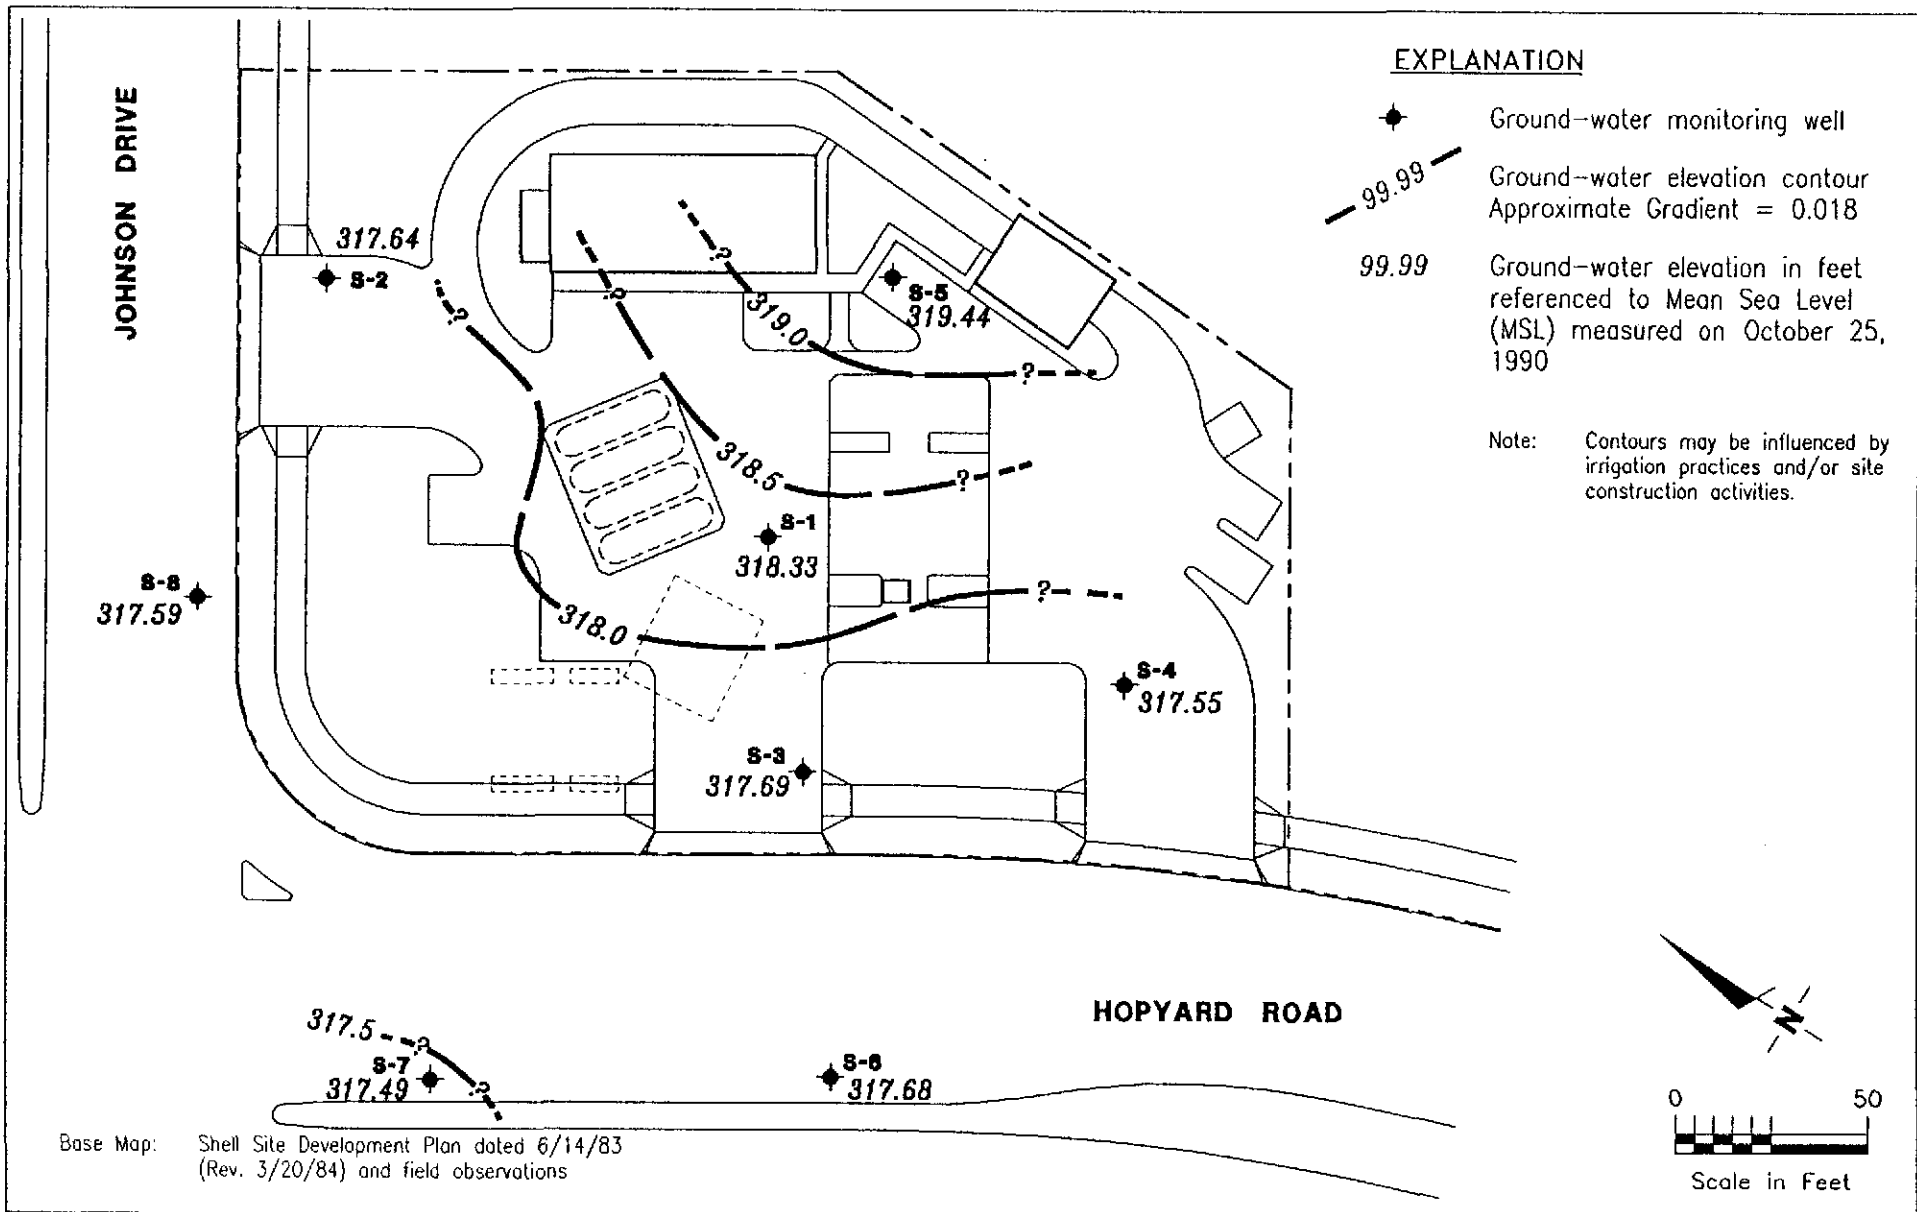 EXPLANATION
Ground-water monitoring well
99.99
Ground-water elevation contour
Approximate Gradient = 0.018
99.99
Ground-water elevation in feet
referenced to Mean Sea Level
(MSL) measured on October 25,
1990
Note:
Contours may be influenced by
irrigation practices and/or site
construction activities.
JOHNSON DRIVE
317.64
S-2
?
?
?
319.0
S-5
319.44
?
318.5
?
S-1
318.33
S-8
317.59
318.0
?
S-4
317.55
S-3
317.69
HOPYARD ROAD
317.5
?
S-7
317.49
?
S-6
317.68
N
0 50
Scale in Feet
Base Map:
Shell Site Development Plan dated 6/14/83
(Rev. 3/20/84) and field observations